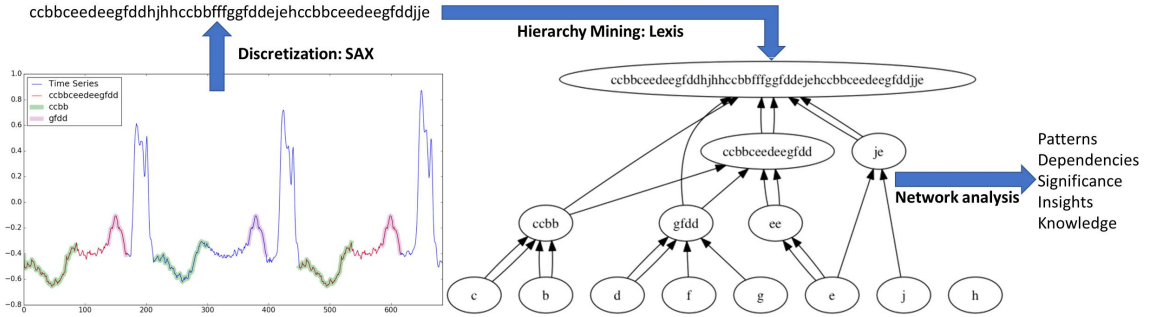 ccbbceedeegfddhjhhccbbfffggfddejehccbbceedeegfddjje
Hierarchy Mining: Lexis
Discretization: SAX
1.0
0.8
0.6
0.4
0.2
0.0
−0.2
−0.4
−0.6
−0.8
0
100
200
300
400
500
600
Time Series
ccbbceedeegfdd
ccbb
gfdd
ccbbceedeegfddhjhhccbbfffggfddejehccbbceedeegfddjje
ccbbceedeegfdd
je
ccbb
gfdd
ee
c
b
d
f
g
e
j
h
Network analysis
Patterns
Dependencies
Significance
Insights
Knowledge